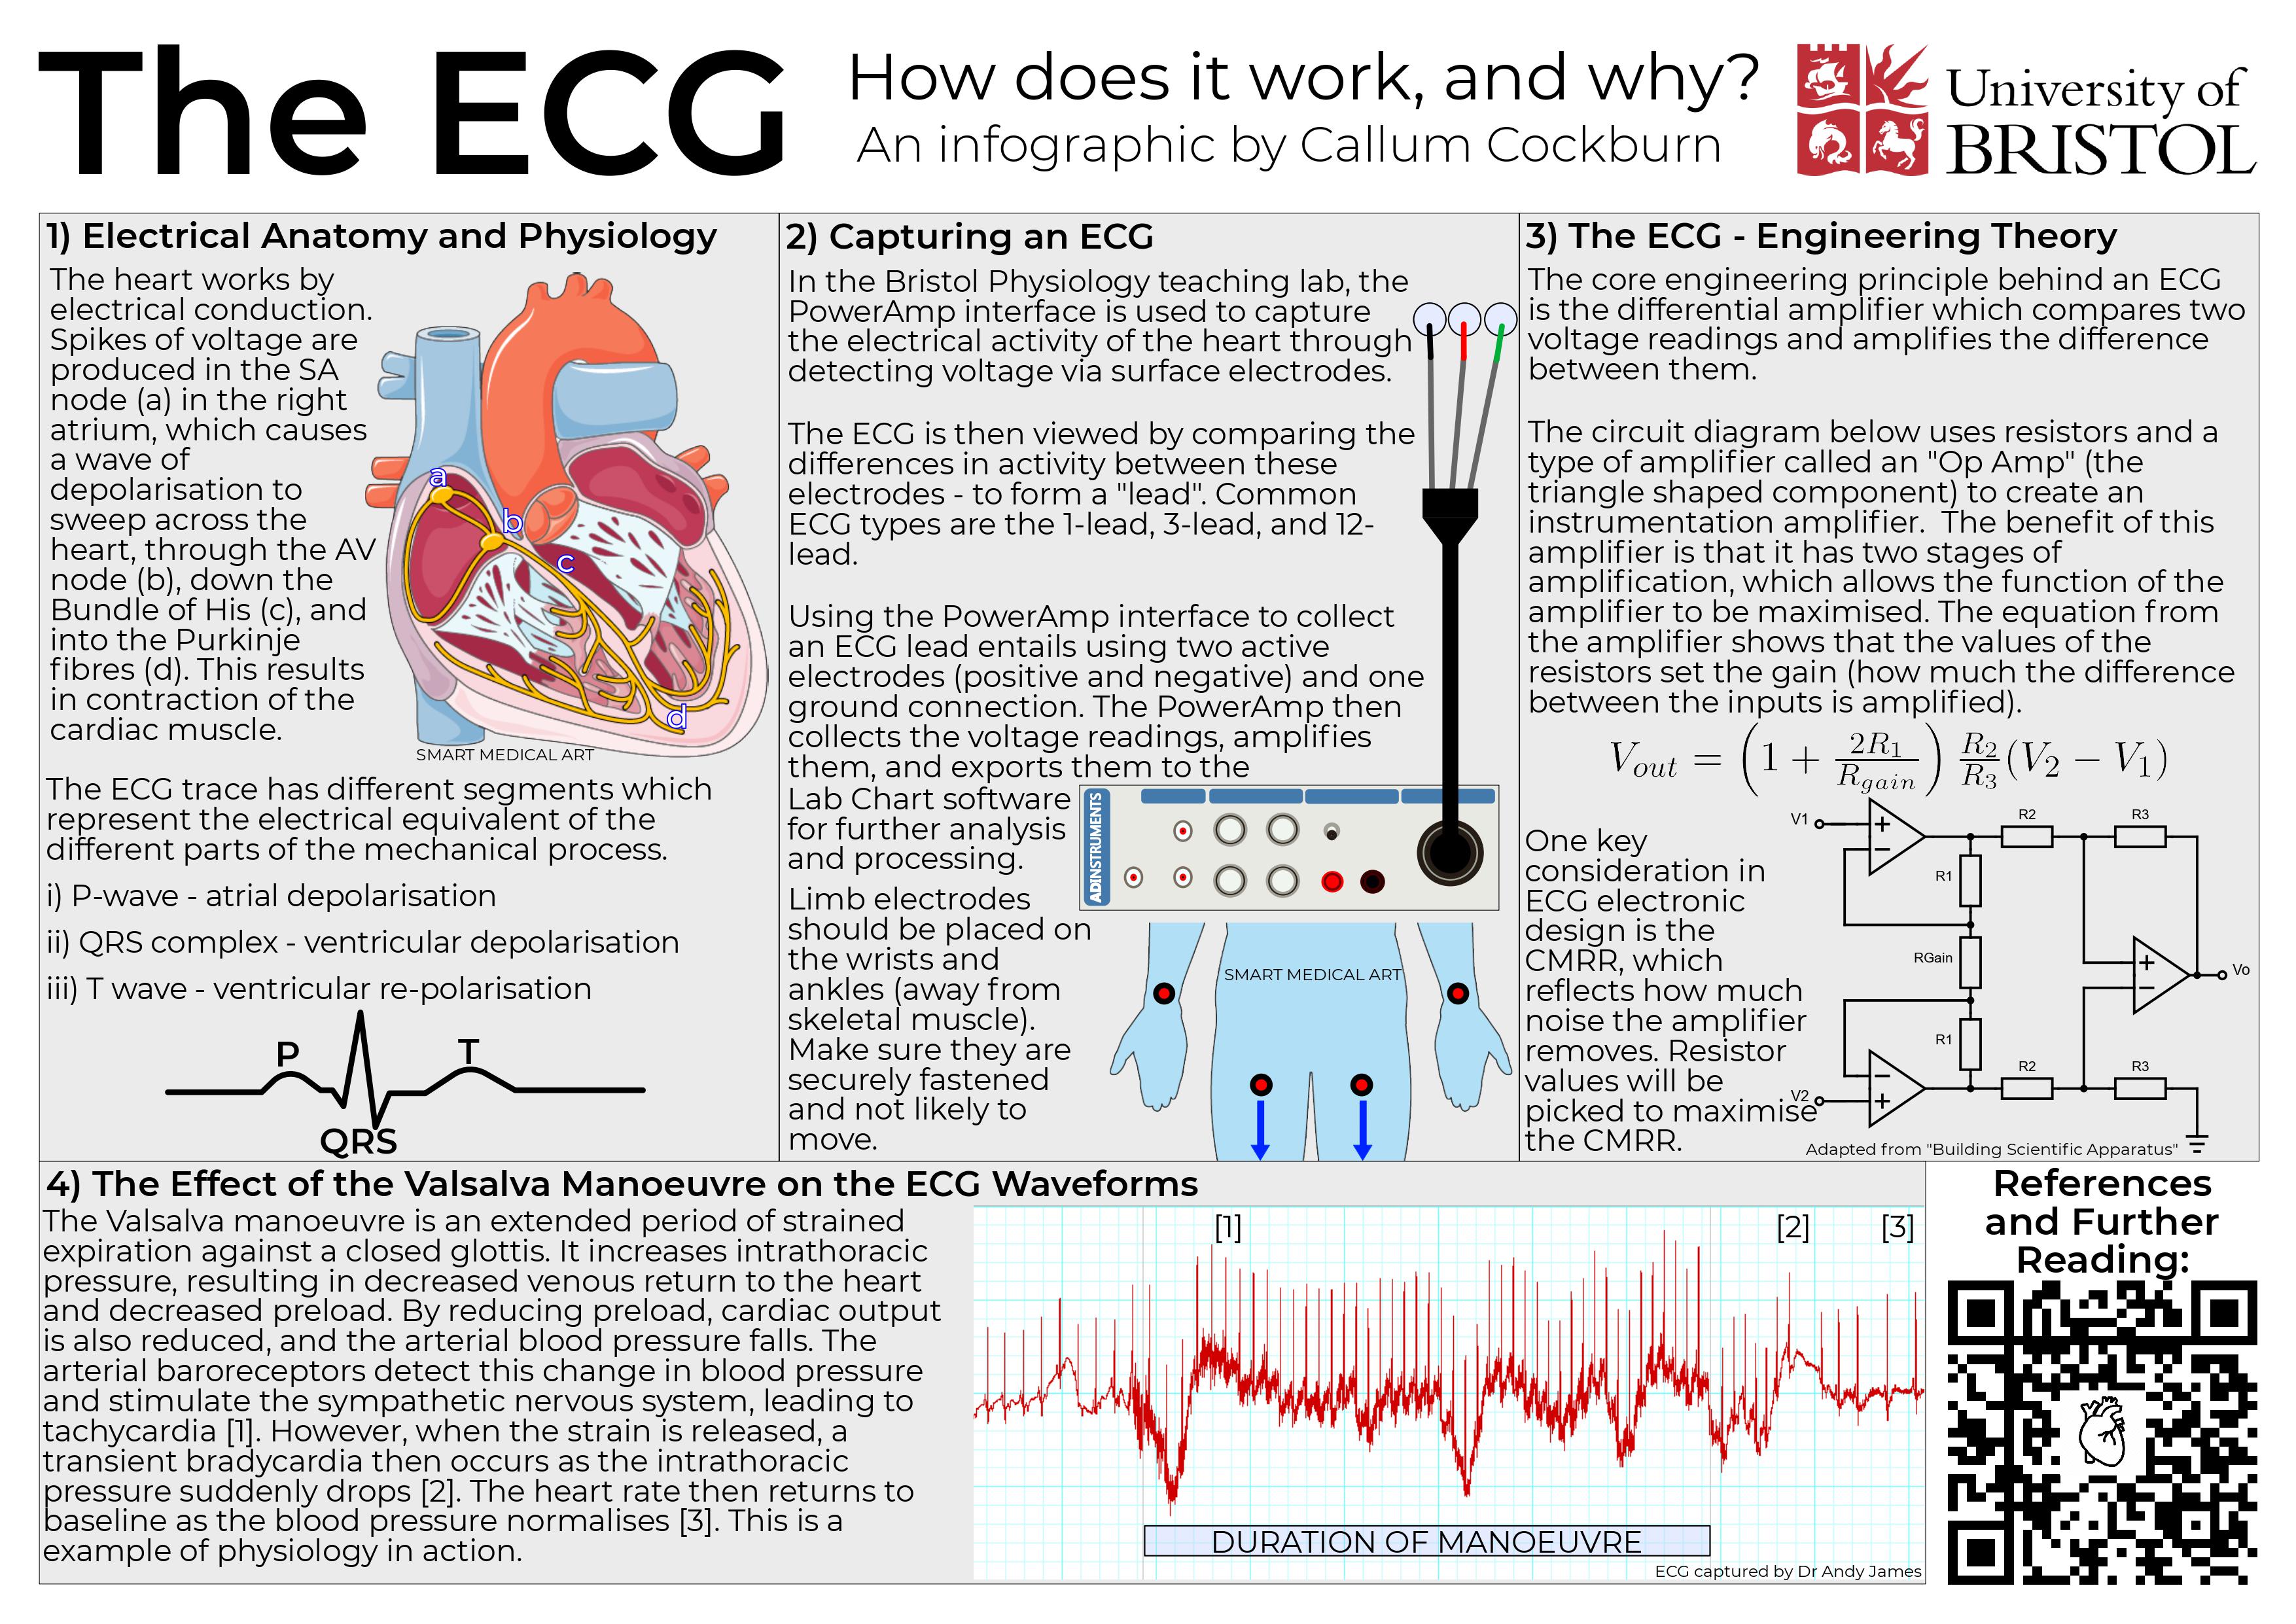 The ECG
How does it work, and why?
An infographic by Callum Cockburn
University of
BRISTOL
1) Electrical Anatomy and Physiology
The heart works by
electrical conduction.
Spikes of voltage are
produced in the SA
node (a) in the right
atrium, which causes
a wave of
depolarisation to
sweep across the
heart, through the AV
node (b), down the
Bundle of His (c), and
into the Purkinje
fibres (d). This results
in contraction of the
cardiac muscle.
a
b
c
d
SMART MEDICAL ART
The ECG trace has different segments which
represent the electrical equivalent of the
different parts of the mechanical process.
i) P-wave - atrial depolarisation
ii) QRS complex - ventricular depolarisation
iii) T wave - ventricular re-polarisation
P
T
QRS
2) Capturing an ECG
In the Bristol Physiology teaching lab, the
PowerAmp interface is used to capture
the electrical activity of the heart through
detecting voltage via surface electrodes.
The ECG is then viewed by comparing the
differences in activity between these
electrodes - to form a "lead". Common
ECG types are the 1-lead, 3-lead, and 12-
lead.
Using the PowerAmp interface to collect
an ECG lead entails using two active
electrodes (positive and negative) and one
ground connection. The PowerAmp then
collects the voltage readings, amplifies
them, and exports them to the
Lab Chart software
for further analysis
and processing.
ADINSTRUMENTS
Limb electrodes
should be placed on
the wrists and
ankles (away from
skeletal muscle).
Make sure they are
securely fastened
and not likely to
move.
SMART MEDICAL ART
3) The ECG - Engineering Theory
The core engineering principle behind an ECG
is the differential amplifier which compares two
voltage readings and amplifies the difference
between them.
The circuit diagram below uses resistors and a
type of amplifier called an "Op Amp" (the
triangle shaped component) to create an
instrumentation amplifier. The benefit of this
amplifier is that it has two stages of
amplification, which allows the function of the
amplifier to be maximised. The equation from
the amplifier shows that the values of the
resistors set the gain (how much the difference
between the inputs is amplified).
V_out = (1 + 2R_1/R_gain) R_2/R_3 (V_2 − V_1)
One key
consideration in
ECG electronic
design is the
CMRR, which
reflects how much
noise the amplifier
removes. Resistor
values will be
picked to maximise
the CMRR.
V1
+
−
R2
R3
R1
RGain
+
−
Vo
R1
R2
R3
−
+
V2
Adapted from "Building Scientific Apparatus"
4) The Effect of the Valsalva Manoeuvre on the ECG Waveforms
The Valsalva manoeuvre is an extended period of strained
expiration against a closed glottis. It increases intrathoracic
pressure, resulting in decreased venous return to the heart
and decreased preload. By reducing preload, cardiac output
is also reduced, and the arterial blood pressure falls. The
arterial baroreceptors detect this change in blood pressure
and stimulate the sympathetic nervous system, leading to
tachycardia [1]. However, when the strain is released, a
transient bradycardia then occurs as the intrathoracic
pressure suddenly drops [2]. The heart rate then returns to
baseline as the blood pressure normalises [3]. This is a
example of physiology in action.
[1]
[2]
[3]
DURATION OF MANOEUVRE
ECG captured by Dr Andy James
References
and Further
Reading: